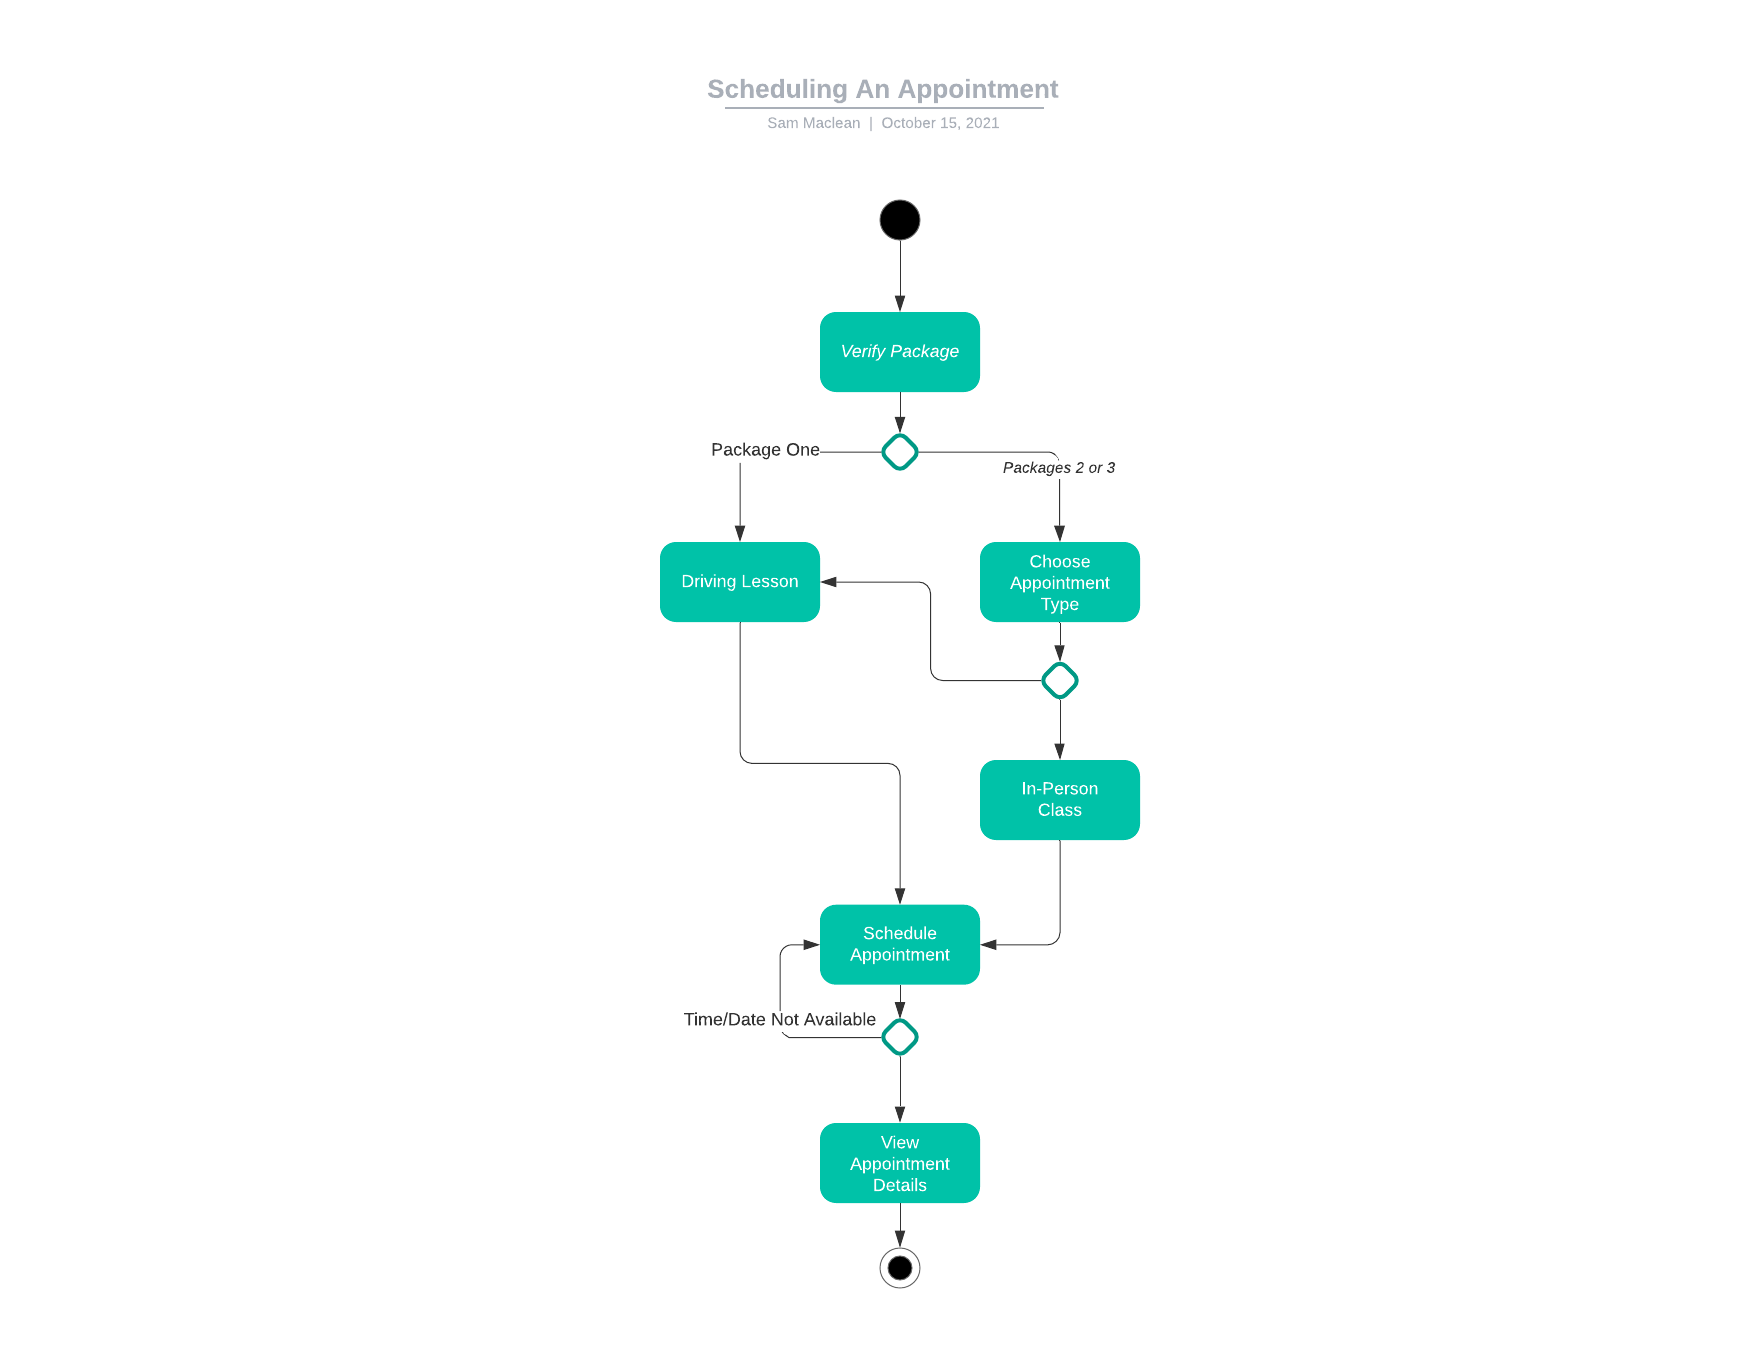 Scheduling An Appointment
Sam Maclean | October 15, 2021
Verify Package
Package One
Packages 2 or 3
Driving Lesson
Choose
Appointment
Type
In-Person
Class
Schedule
Appointment
Time/Date Not Available
View
Appointment
Details